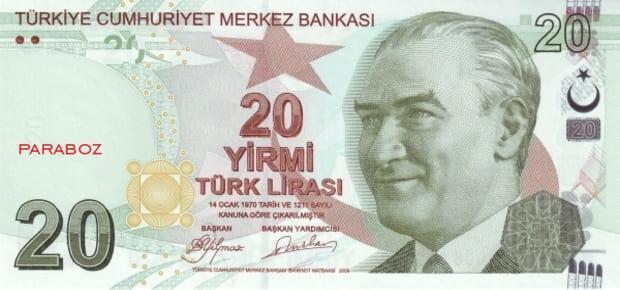 TÜRKİYE CUMHURİYET MERKEZ BANKASI
20
20
20
YİRMİ
TÜRK LİRASI
PARABOZ
14 OCAK 1970 TARİH VE 1211 SAYILI
KANUNA GÖRE ÇIKARILMIŞTIR
BAŞKAN BAŞKAN YARDIMCISI
20
TÜRKİYE CUMHURİYET MERKEZ BANKASI BANKNOT MATBAASI 2009